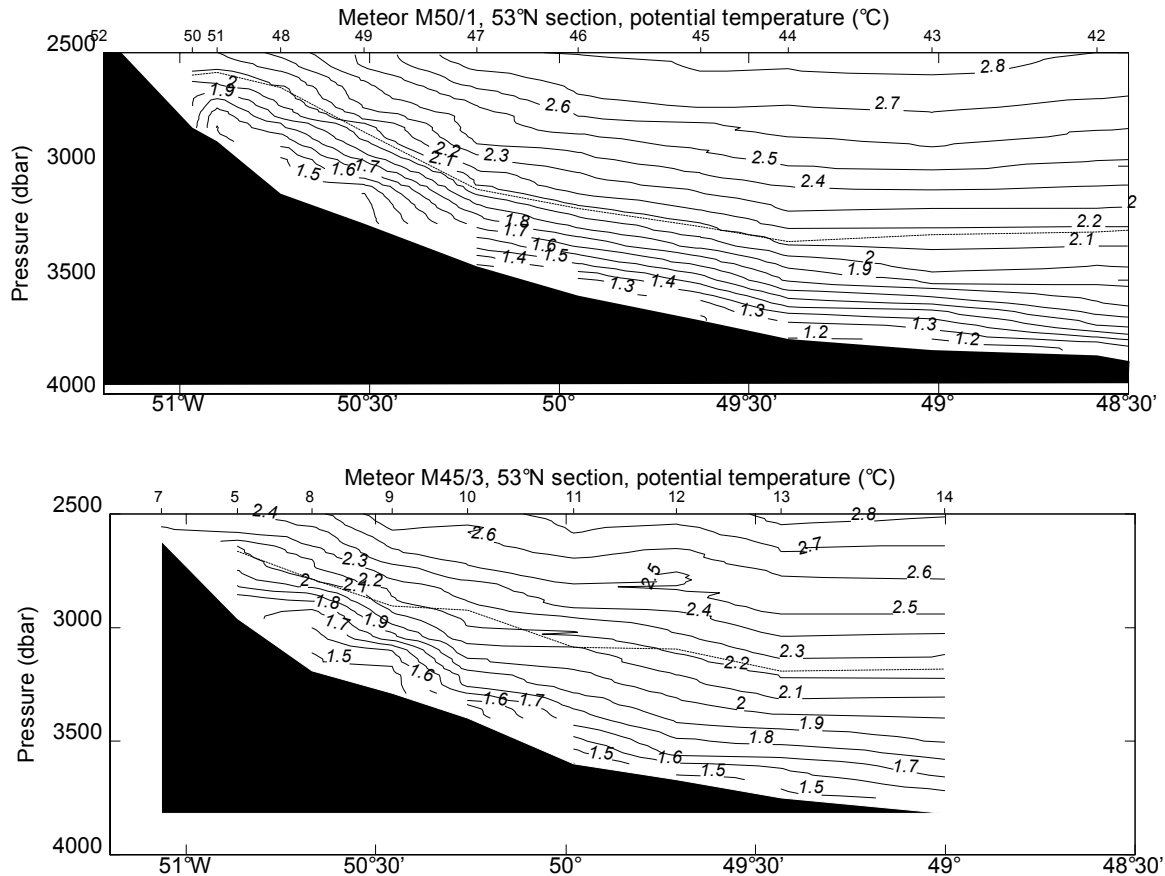 Meteor M50/1, 53°N section, potential temperature (°C)
52 50 51 48 49 47 46 45 44 43 42
2500
3000
3500
4000
Pressure (dbar)
2.8
2 2.6 2.7
1.9
2.2 2.3 2.5
2.1
1.5 1.6 1.7 2.4
2
1.8 2.2
1.7 2.1
1.6 2
1.4 1.5 1.9
1.3 1.4
1.3 1.3
1.2 1.2
51°W 50°30' 50° 49°30' 49° 48°30'
Meteor M45/3, 53°N section, potential temperature (°C)
7 5 8 9 10 11 12 13 14
2500
3000
3500
4000
Pressure (dbar)
2.4 2.8
2.6 2.7
2.3 2.5 2.6
2 2.1 2.2
1.8 2.4 2.5
1.7 1.9
1.5 2.3
1.6 2.2
1.6 1.7 2.1
2
1.9
1.8
1.5 1.6 1.7
1.5
1.5
51°W 50°30' 50° 49°30' 49° 48°30'